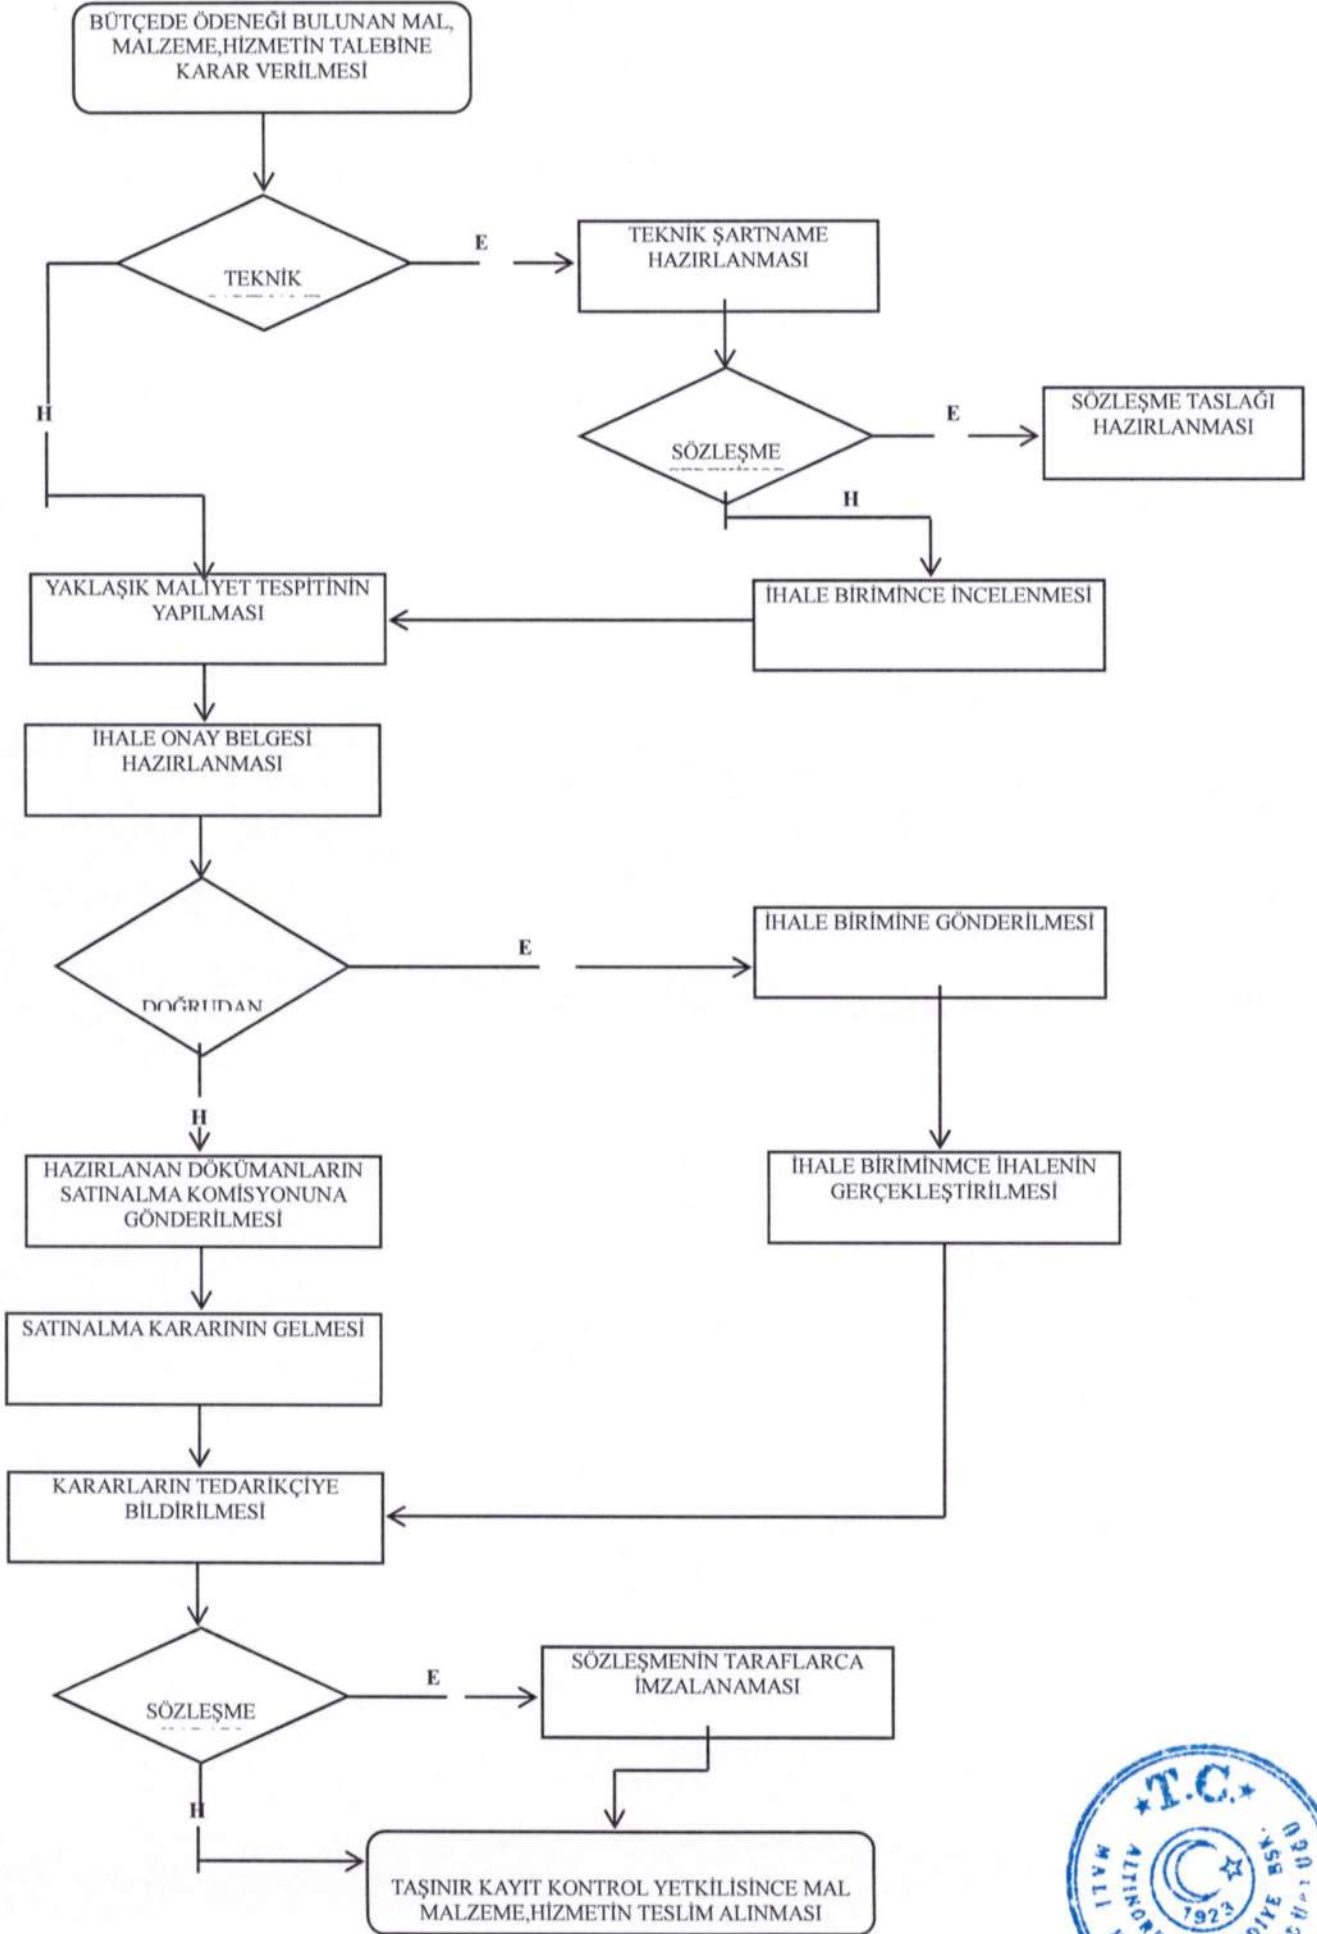 BÜTÇEDE ÖDENEĞİ BULUNAN MAL,
MALZEME,HİZMETİN TALEBİNE
KARAR VERİLMESİ
TEKNİK
E
TEKNİK ŞARTNAME
HAZIRLANMASI
H
SÖZLEŞME
E
SÖZLEŞME TASLAĞI
HAZIRLANMASI
H
YAKLAŞIK MALİYET TESPİTİNİN
YAPILMASI
İHALE BİRİMİNCE İNCELENMESİ
İHALE ONAY BELGESİ
HAZIRLANMASI
DOĞRUDAN
E
İHALE BİRİMİNE GÖNDERİLMESİ
H
HAZIRLANAN DÖKÜMANLARIN
SATINALMA KOMİSYONUNA
GÖNDERİLMESİ
İHALE BİRİMİNMCE İHALENİN
GERÇEKLEŞTİRİLMESİ
SATINALMA KARARININ GELMESİ
KARARLARIN TEDARİKÇİYE
BİLDİRİLMESİ
SÖZLEŞME
E
SÖZLEŞMENİN TARAFLARCA
İMZALANAMASI
H
TAŞINIR KAYIT KONTROL YETKİLİSİNCE MAL
MALZEME,HİZMETİN TESLİM ALINMASI
T.C.
MALİ
BŞK.
1923